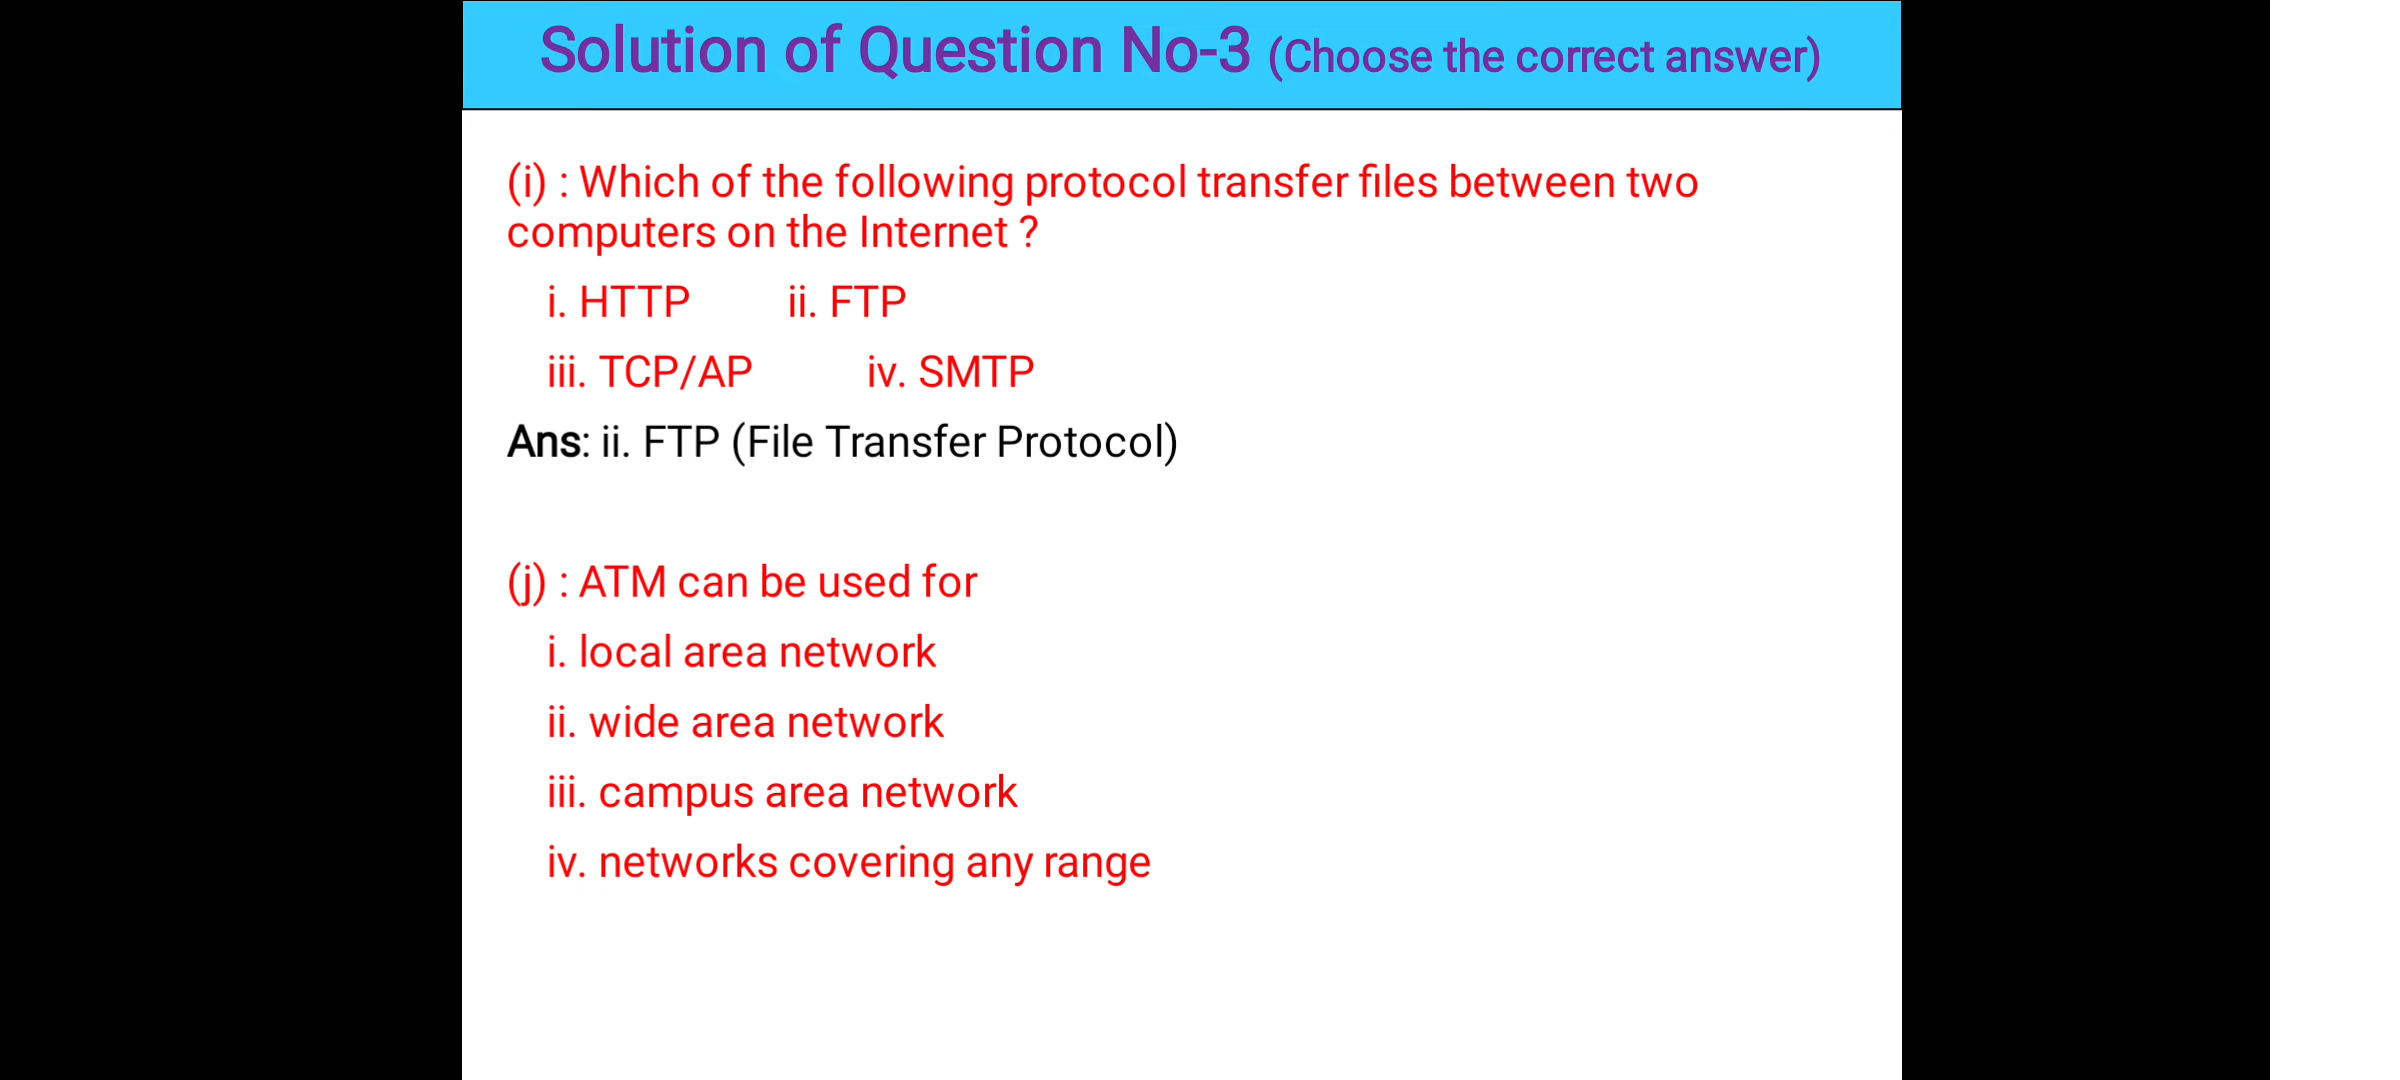 Solution of Question No-3 (Choose the correct answer)
(i) : Which of the following protocol transfer files between two
computers on the Internet ?
i. HTTP ii. FTP
iii. TCP/AP iv. SMTP
Ans: ii. FTP (File Transfer Protocol)
(j) : ATM can be used for
i. local area network
ii. wide area network
iii. campus area network
iv. networks covering any range